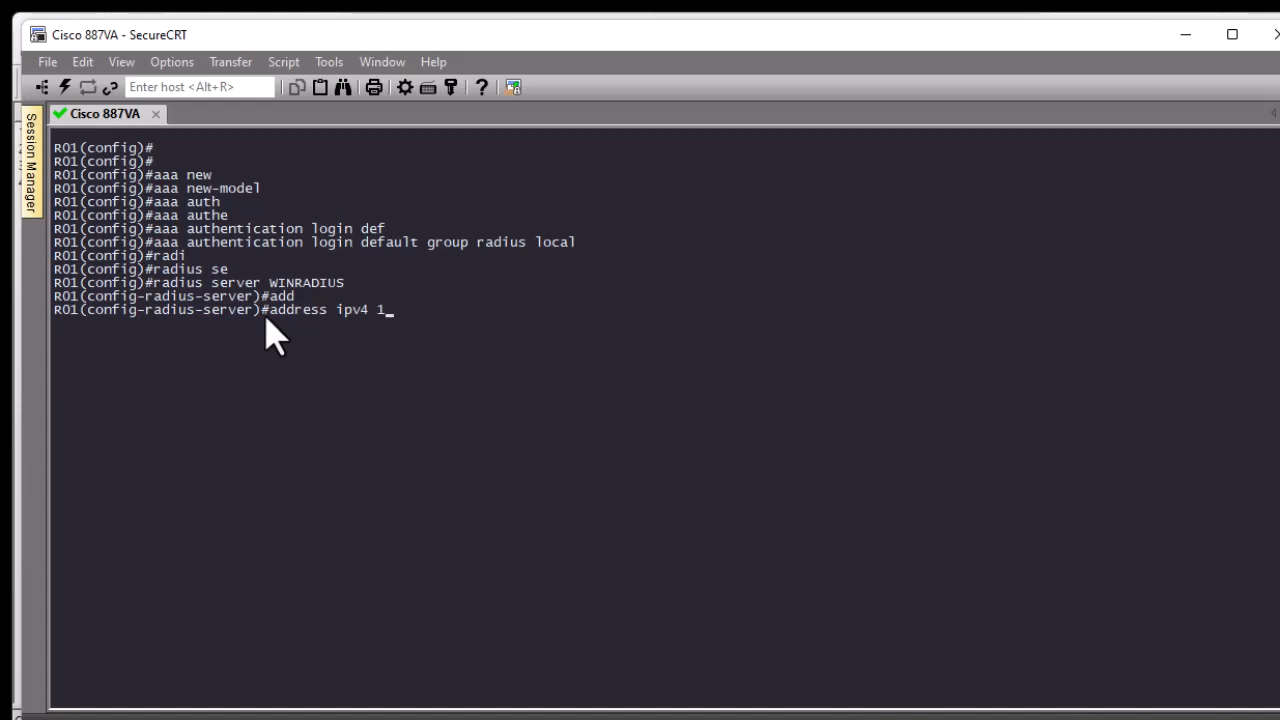 Cisco 887VA - SecureCRT
File Edit View Options Transfer Script Tools Window Help
Enter host <Alt+R>
Cisco 887VA
Session Manager
R01(config)#
R01(config)#
R01(config)#aaa new
R01(config)#aaa new-model
R01(config)#aaa auth
R01(config)#aaa authe
R01(config)#aaa authentication login def
R01(config)#aaa authentication login default group radius local
R01(config)#radi
R01(config)#radius se
R01(config)#radius server WINRADIUS
R01(config-radius-server)#add
R01(config-radius-server)#address ipv4 1_